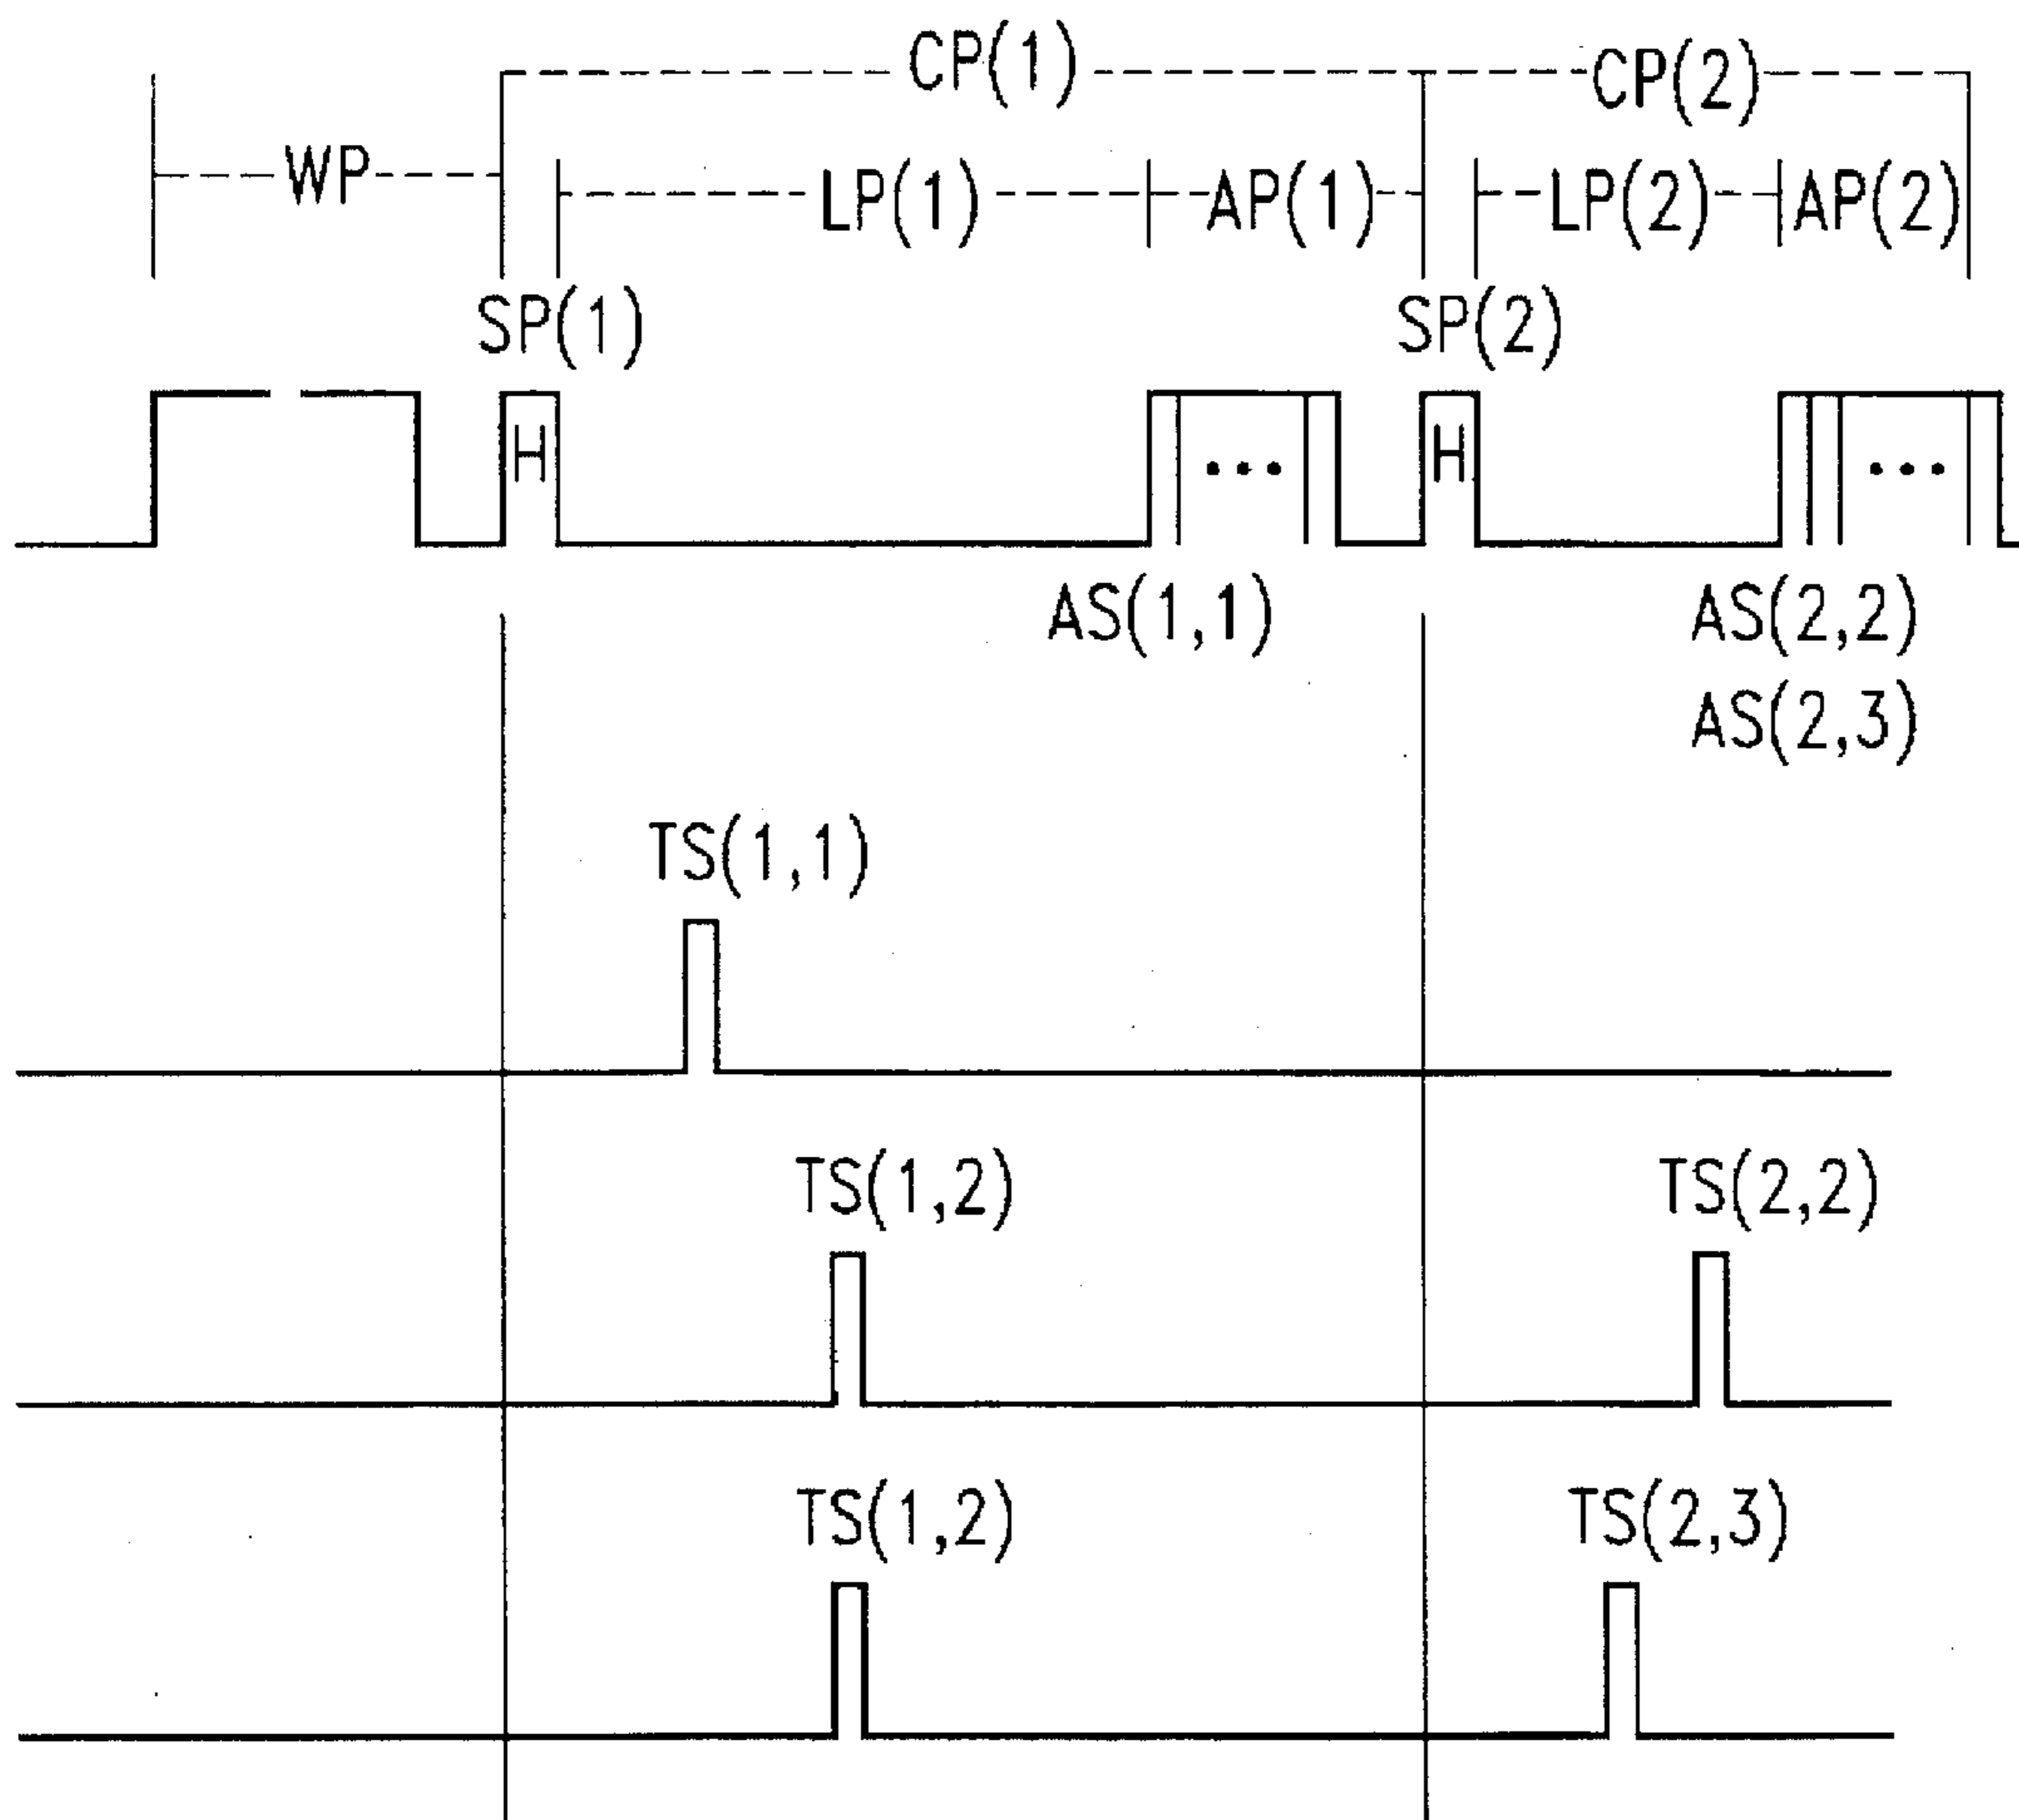 CP(1) CP(2)
WP LP(1) AP(1) LP(2) AP(2)
SP(1) SP(2)
H ... H ...
AS(1,1) AS(2,2)
AS(2,3)
TS(1,1)
TS(1,2) TS(2,2)
TS(1,2) TS(2,3)